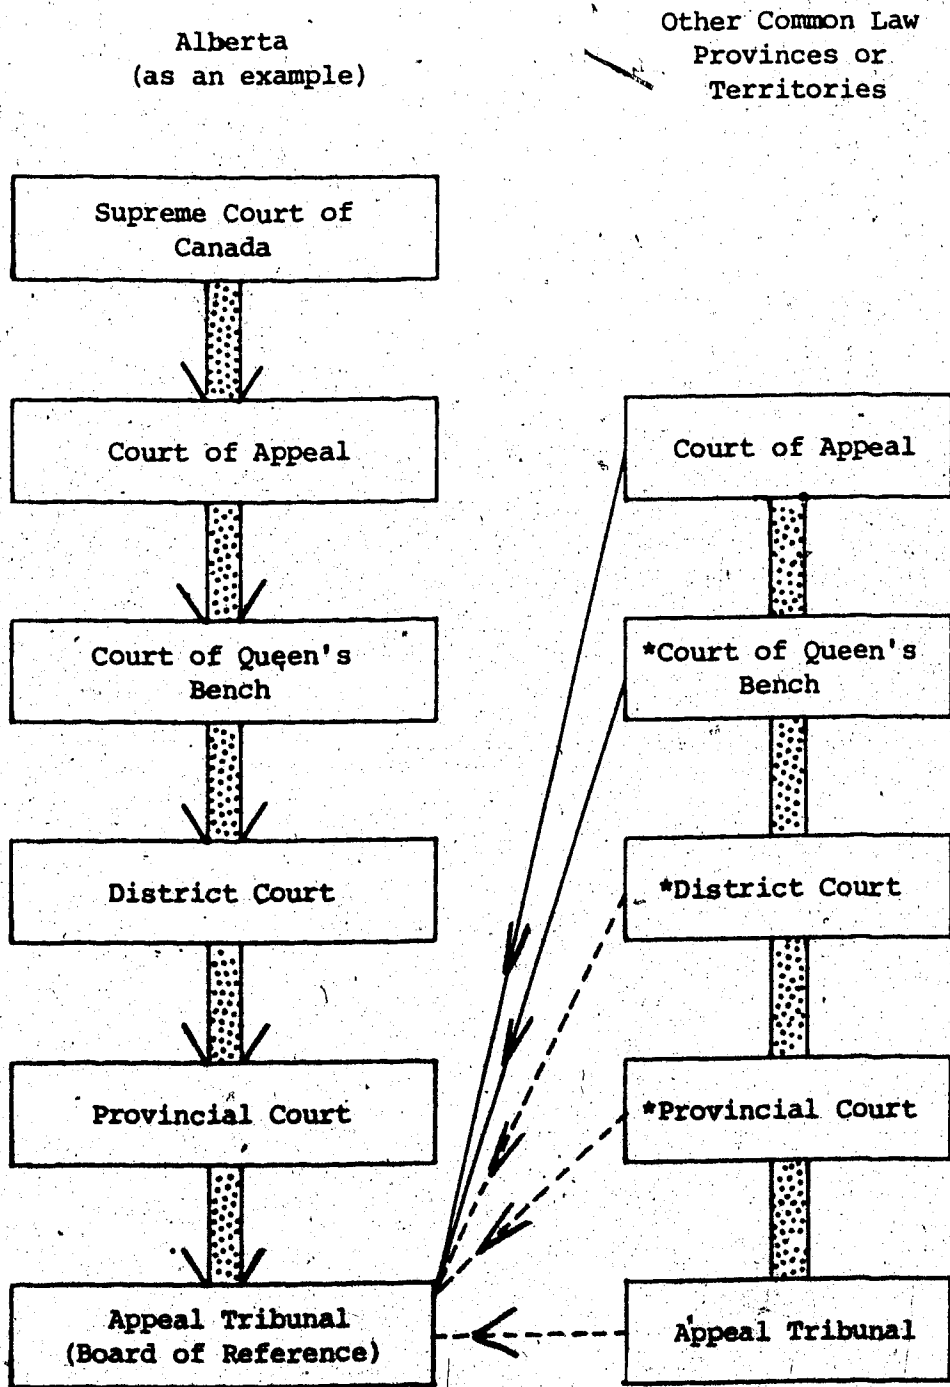 Alberta
(as an example)
Other Common Law
Provinces or
Territories
Supreme Court of
Canada
Court of Appeal
Court of Appeal
Court of Queen's
Bench
*Court of Queen's
Bench
District Court
*District Court
Provincial Court
*Provincial Court
Appeal Tribunal
(Board of Reference)
Appeal Tribunal